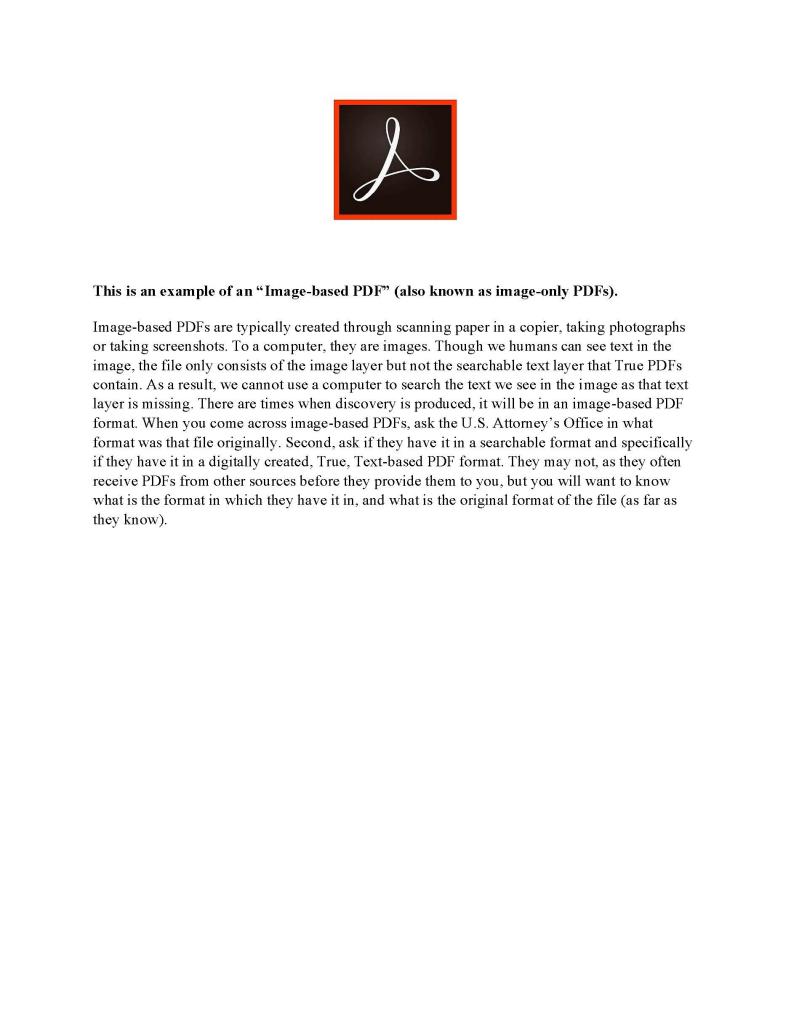 This is an example of an “Image-based PDF” (also known as image-only PDFs).
Image-based PDFs are typically created through scanning paper in a copier, taking photographs
or taking screenshots. To a computer, they are images. Though we humans can see text in the
image, the file only consists of the image layer but not the searchable text layer that True PDFs
contain. As a result, we cannot use a computer to search the text we see in the image as that text
layer is missing. There are times when discovery is produced, it will be in an image-based PDF
format. When you come across image-based PDFs, ask the U.S. Attorney’s Office in what
format was that file originally. Second, ask if they have it in a searchable format and specifically
if they have it in a digitally created, True, Text-based PDF format. They may not, as they often
receive PDFs from other sources before they provide them to you, but you will want to know
what is the format in which they have it in, and what is the original format of the file (as far as
they know).